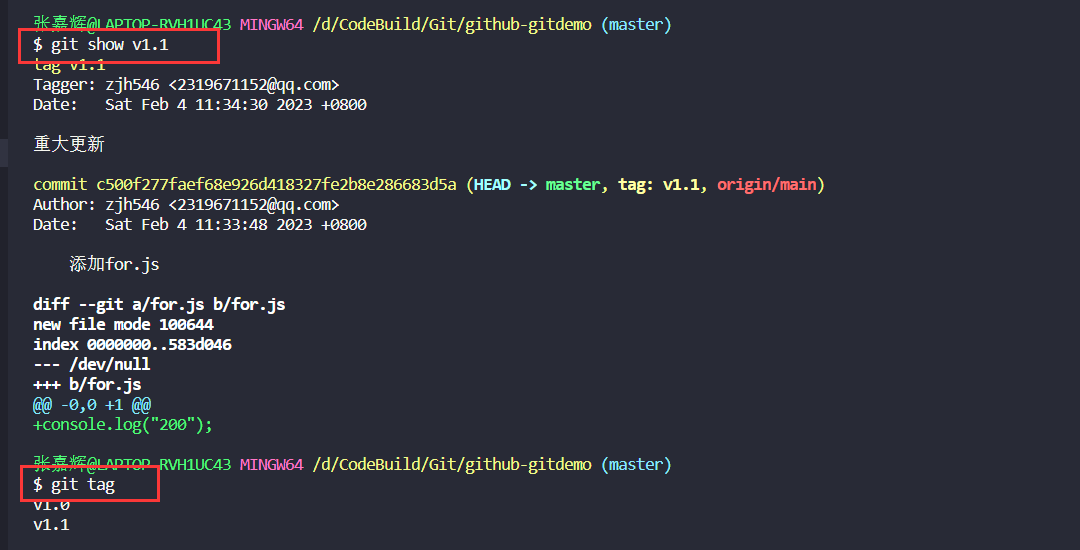 张嘉辉@LAPTOP-RVH1UC43 MINGW64 /d/CodeBuild/Git/github-gitdemo (master)
$ git show v1.1
tag v1.1
Tagger: zjh546 <2319671152@qq.com>
Date:   Sat Feb 4 11:34:30 2023 +0800
重大更新
commit c500f277faef68e926d418327fe2b8e286683d5a (HEAD -> master, tag: v1.1, origin/main)
Author: zjh546 <2319671152@qq.com>
Date:   Sat Feb 4 11:33:48 2023 +0800
添加for.js
diff --git a/for.js b/for.js
new file mode 100644
index 0000000..583d046
--- /dev/null
+++ b/for.js
@@ -0,0 +1 @@
+console.log("200");
张嘉辉@LAPTOP-RVH1UC43 MINGW64 /d/CodeBuild/Git/github-gitdemo (master)
$ git tag
v1.0
v1.1